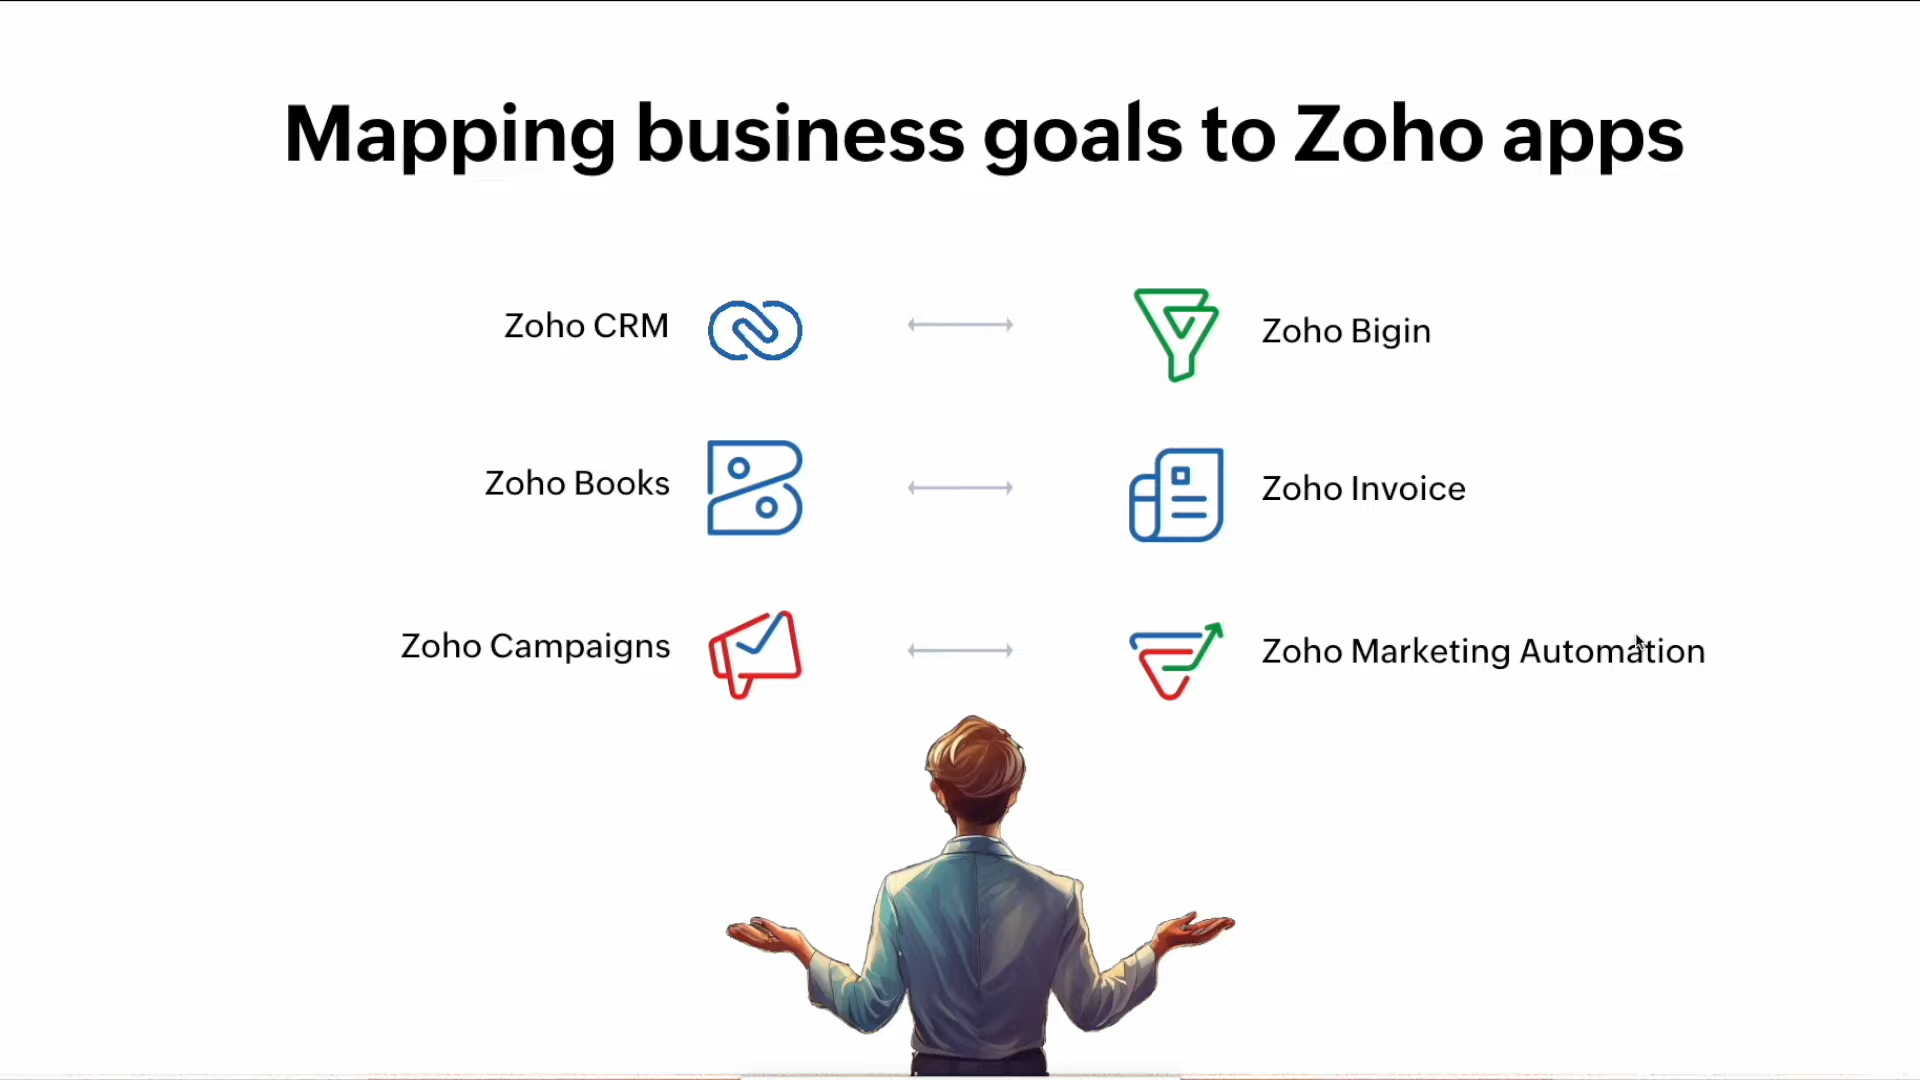 Mapping business goals to Zoho apps
Zoho CRM
Zoho Bigin
Zoho Books
Zoho Invoice
Zoho Campaigns
Zoho Marketing Automation